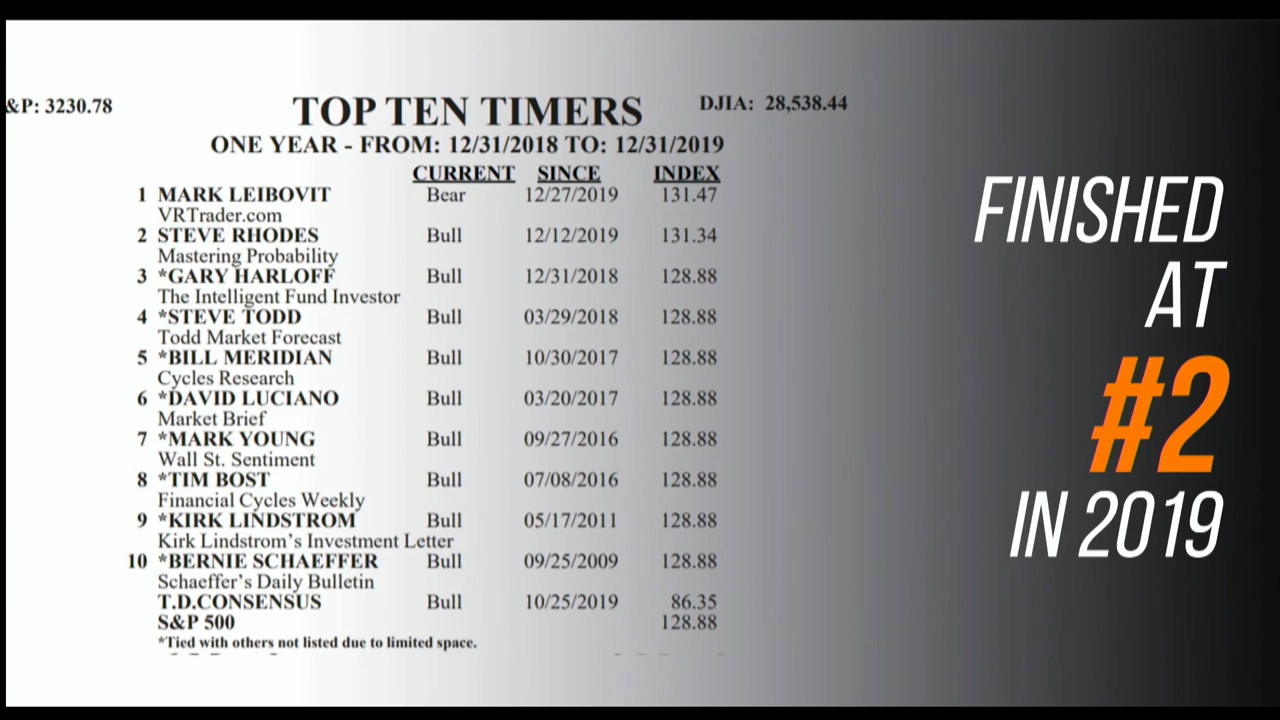 &P: 3230.78
TOP TEN TIMERS
DJIA: 28,538.44
ONE YEAR - FROM: 12/31/2018 TO: 12/31/2019
CURRENT SINCE INDEX
1 MARK LEIBOVIT Bear 12/27/2019 131.47
VRTrader.com
2 STEVE RHODES Bull 12/12/2019 131.34
Mastering Probability
3 *GARY HARLOFF Bull 12/31/2018 128.88
The Intelligent Fund Investor
4 *STEVE TODD Bull 03/29/2018 128.88
Todd Market Forecast
5 *BILL MERIDIAN Bull 10/30/2017 128.88
Cycles Research
6 *DAVID LUCIANO Bull 03/20/2017 128.88
Market Brief
7 *MARK YOUNG Bull 09/27/2016 128.88
Wall St. Sentiment
8 *TIM BOST Bull 07/08/2016 128.88
Financial Cycles Weekly
9 *KIRK LINDSTROM Bull 05/17/2011 128.88
Kirk Lindstrom's Investment Letter
10 *BERNIE SCHAEFFER Bull 09/25/2009 128.88
Schaeffer's Daily Bulletin
T.D.CONSENSUS Bull 10/25/2019 86.35
S&P 500 128.88
*Tied with others not listed due to limited space.
FINISHED
AT
#2
IN 2019